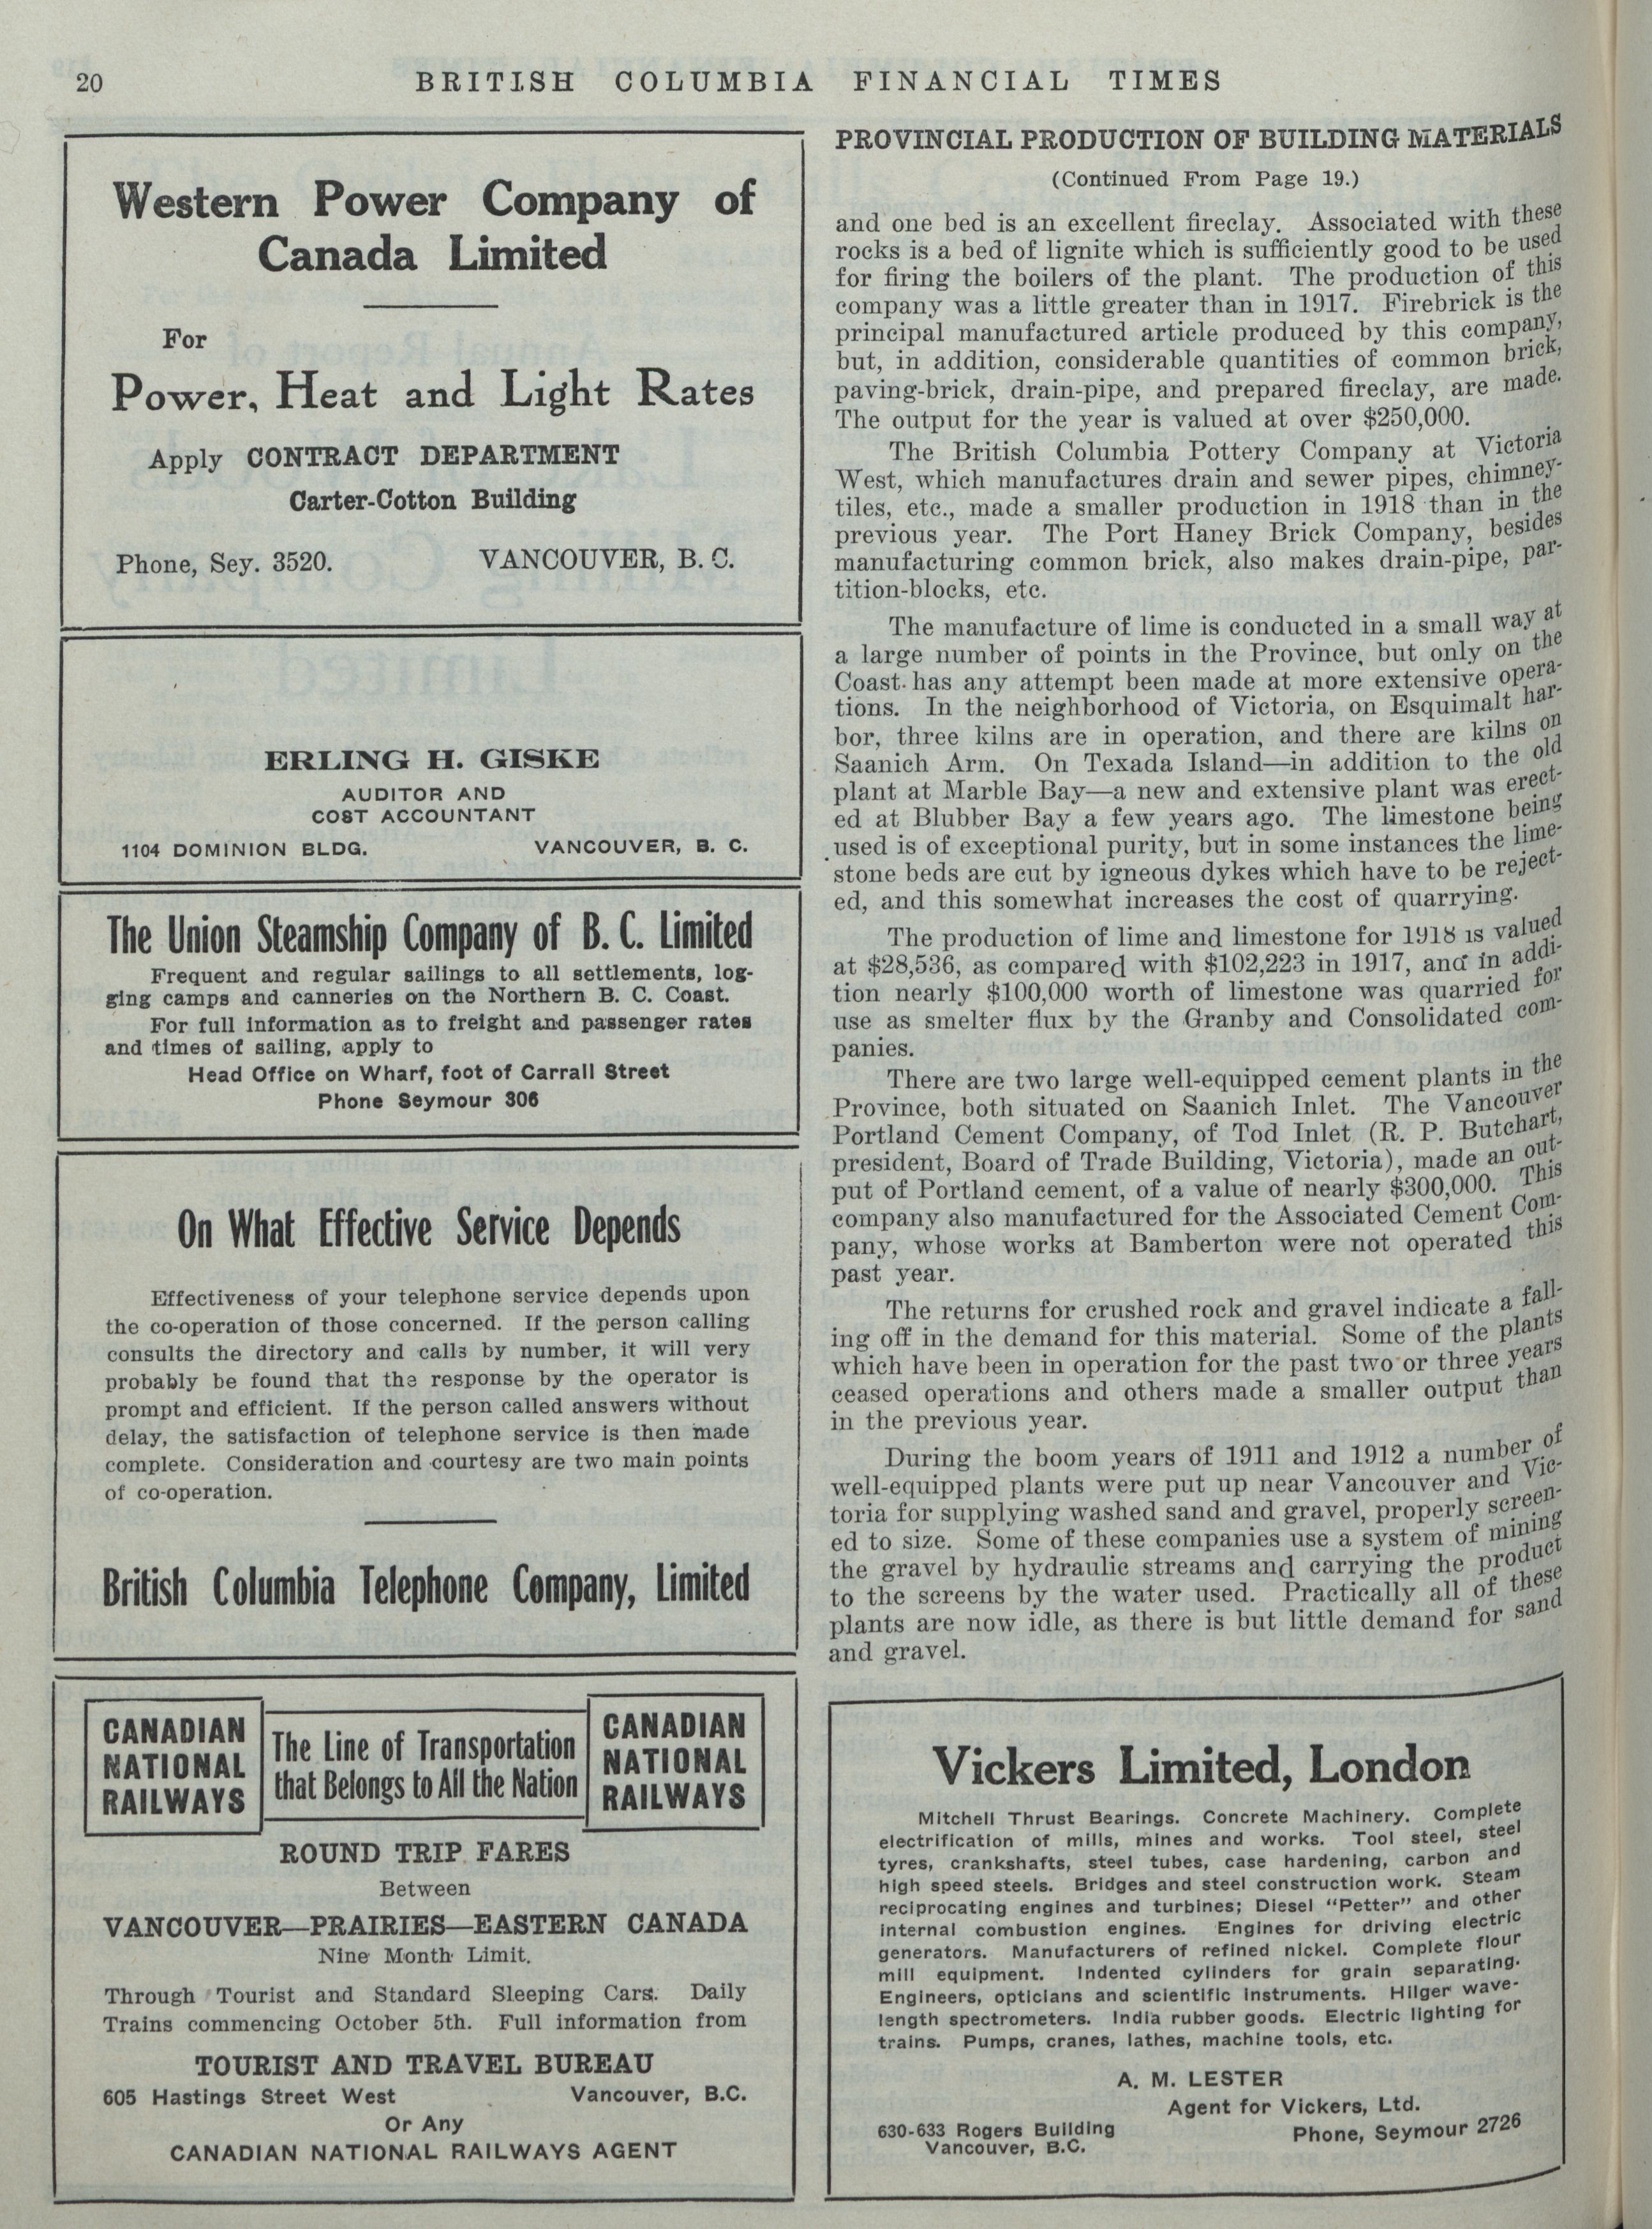 20
BRITISH COLUMBIA FINANCIAL TIMES
Western Power Company of
Canada Limited
For
Power, Heat and Light Rates
Apply CONTRACT DEPARTMENT
Carter-Cotton Building
Phone, Sey. 3520. VANCOUVER, B. C.
ERLING H. GISKE
AUDITOR AND
COST ACCOUNTANT
1104 DOMINION BLDG. VANCOUVER, B. C.
The Union Steamship Company of B. C. Limited
Frequent and regular sailings to all settlements, log-
ging camps and canneries on the Northern B. C. Coast.
For full information as to freight and passenger rates
and times of sailing, apply to
Head Office on Wharf, foot of Carrall Street
Phone Seymour 306
On What Effective Service Depends
Effectiveness of your telephone service depends upon
the co-operation of those concerned. If the person calling
consults the directory and calls by number, it will very
probably be found that the response by the operator is
prompt and efficient. If the person called answers without
delay, the satisfaction of telephone service is then made
complete. Consideration and courtesy are two main points
of co-operation.
British Columbia Telephone Company, Limited
CANADIAN
NATIONAL
RAILWAYS
The Line of Transportation
that Belongs to All the Nation
CANADIAN
NATIONAL
RAILWAYS
ROUND TRIP FARES
Between
VANCOUVER—PRAIRIES—EASTERN CANADA
Nine Month Limit.
Through Tourist and Standard Sleeping Cars. Daily
Trains commencing October 5th. Full information from
TOURIST AND TRAVEL BUREAU
605 Hastings Street West Vancouver, B.C.
Or Any
CANADIAN NATIONAL RAILWAYS AGENT
PROVINCIAL PRODUCTION OF BUILDING MATERIALS
(Continued From Page 19.)
and one bed is an excellent fireclay. Associated with these
rocks is a bed of lignite which is sufficiently good to be used
for firing the boilers of the plant. The production of this
company was a little greater than in 1917. Firebrick is the
principal manufactured article produced by this company,
but, in addition, considerable quantities of common brick,
paving-brick, drain-pipe, and prepared fireclay, are made.
The output for the year is valued at over $250,000.
The British Columbia Pottery Company at Victoria
West, which manufactures drain and sewer pipes, chimney-
tiles, etc., made a smaller production in 1918 than in the
previous year. The Port Haney Brick Company, besides
manufacturing common brick, also makes drain-pipe, par-
tition-blocks, etc.
The manufacture of lime is conducted in a small way at
a large number of points in the Province, but only on the
Coast has any attempt been made at more extensive opera-
tions. In the neighborhood of Victoria, on Esquimalt har-
bor, three kilns are in operation, and there are kilns on
Saanich Arm. On Texada Island—in addition to the old
plant at Marble Bay—a new and extensive plant was erect-
ed at Blubber Bay a few years ago. The limestone being
used is of exceptional purity, but in some instances the lime-
stone beds are cut by igneous dykes which have to be reject-
ed, and this somewhat increases the cost of quarrying.
The production of lime and limestone for 1918 is valued
at $28,536, as compared with $102,223 in 1917, and in addi-
tion nearly $100,000 worth of limestone was quarried for
use as smelter flux by the Granby and Consolidated com-
panies.
There are two large well-equipped cement plants in the
Province, both situated on Saanich Inlet. The Vancouver
Portland Cement Company, of Tod Inlet (R. P. Butchart,
president, Board of Trade Building, Victoria), made an out-
put of Portland cement, of a value of nearly $300,000. This
company also manufactured for the Associated Cement Com-
pany, whose works at Bamberton were not operated this
past year.
The returns for crushed rock and gravel indicate a fall-
ing off in the demand for this material. Some of the plants
which have been in operation for the past two or three years
ceased operations and others made a smaller output than
in the previous year.
During the boom years of 1911 and 1912 a number of
well-equipped plants were put up near Vancouver and Vic-
toria for supplying washed sand and gravel, properly screen-
ed to size. Some of these companies use a system of mining
the gravel by hydraulic streams and carrying the product
to the screens by the water used. Practically all of these
plants are now idle, as there is but little demand for sand
and gravel.
Vickers Limited, London
Mitchell Thrust Bearings. Concrete Machinery. Complete
electrification of mills, mines and works. Tool steel, steel
tyres, crankshafts, steel tubes, case hardening, carbon and
high speed steels. Bridges and steel construction work. Steam
reciprocating engines and turbines; Diesel "Petter" and other
internal combustion engines. Engines for driving electric
generators. Manufacturers of refined nickel. Complete flour
mill equipment. Indented cylinders for grain separating.
Engineers, opticians and scientific instruments. Hilger wave-
length spectrometers. India rubber goods. Electric lighting for
trains. Pumps, cranes, lathes, machine tools, etc.
A. M. LESTER
Agent for Vickers, Ltd.
630-633 Rogers Building Phone, Seymour 2726
Vancouver, B.C.